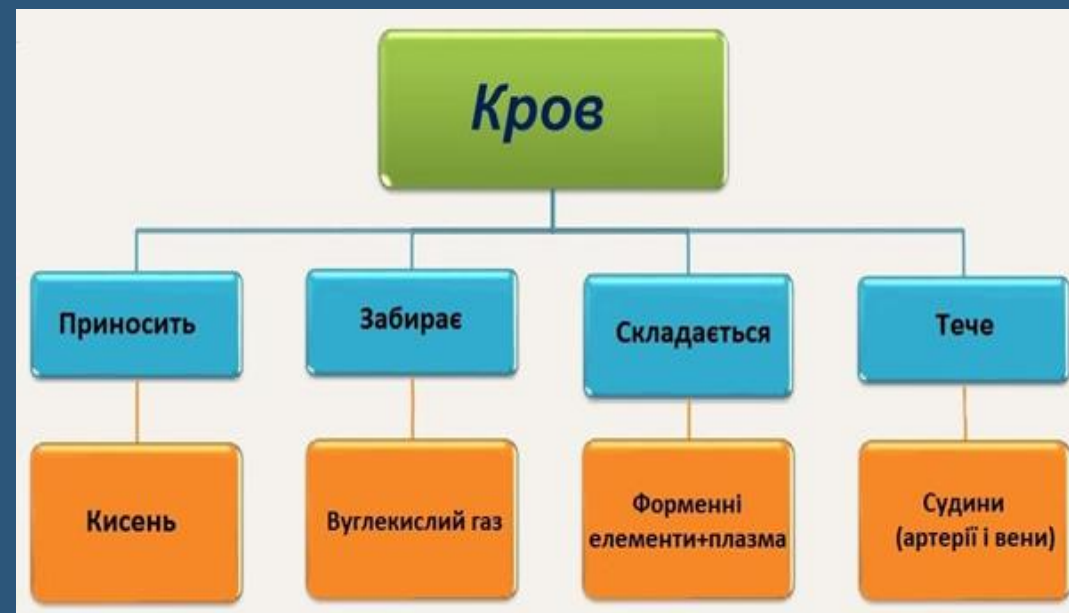 Кров
Приносить
Забирає
Складається
Тече
Кисень
Вуглекислий газ
Форменні
елементи+плазма
Судини
(артерії і вени)